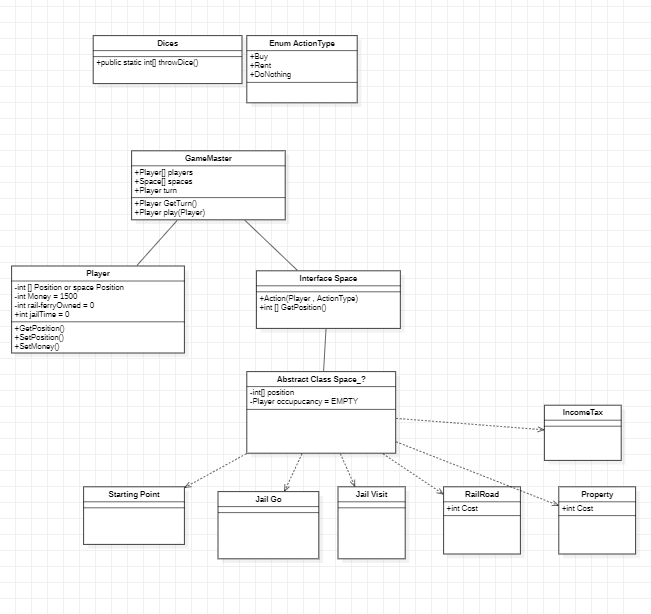 Dices
+public static int[] throwDice()
Enum ActionType
+Buy
+Rent
+DoNothing
GameMaster
+Player[] players
+Space[] spaces
+Player turn
+Player GetTurn()
+Player play(Player)
Player
-int [] Position or space Position
-int Money = 1500
-int rail-ferryOwned = 0
+int jailTime = 0
+GetPosition()
+SetPosition()
+SetMoney()
Interface Space
+Action(Player , ActionType)
+int [] GetPosition()
Abstract Class Space_?
-int[] position
-Player occupucancy = EMPTY
IncomeTax
Starting Point
Jail Go
Jail Visit
RailRoad
+int Cost
Property
+int Cost